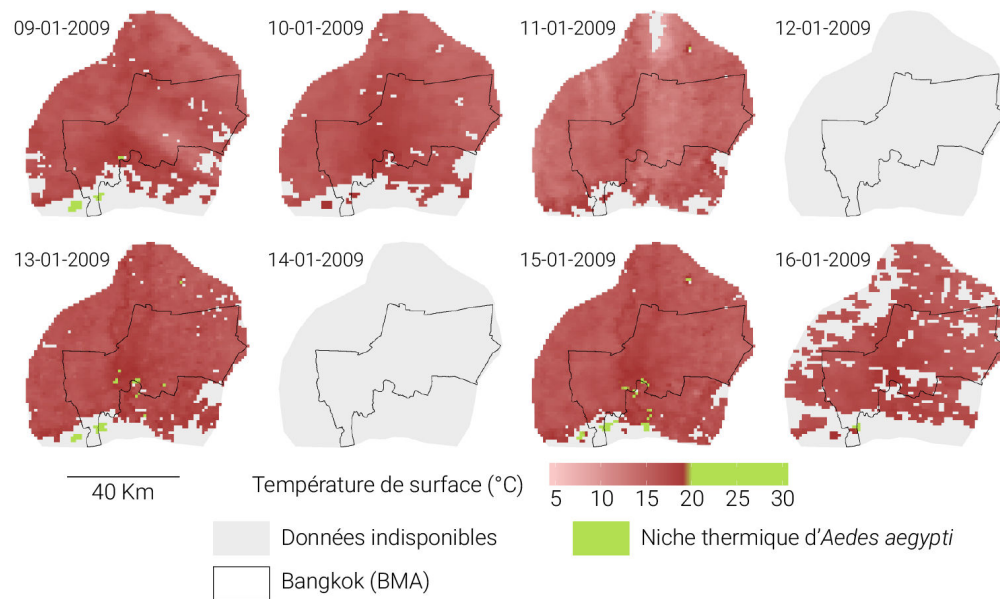 09-01-2009
10-01-2009
11-01-2009
12-01-2009
13-01-2009
14-01-2009
15-01-2009
16-01-2009
40 Km
Température de surface (°C)
5 10 15 20 25 30
Données indisponibles
Niche thermique d'Aedes aegypti
Bangkok (BMA)